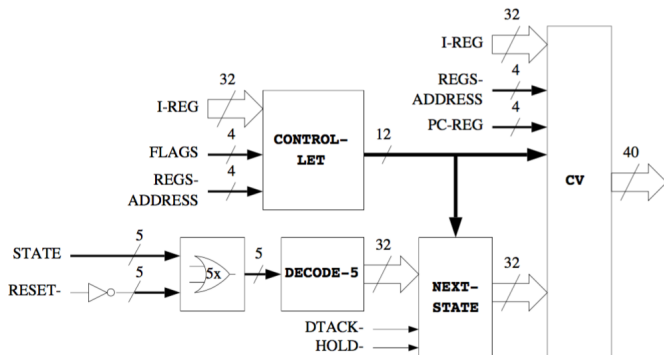 32
I-REG
32
I-REG
REGS-
ADDRESS
4
4
PC-REG
CONTROL-
LET
FLAGS
4
4
REGS-
ADDRESS
12
CV
40
STATE
5
5
RESET-
5x
5
DECODE-5
32
NEXT-
STATE
32
DTACK-
HOLD-